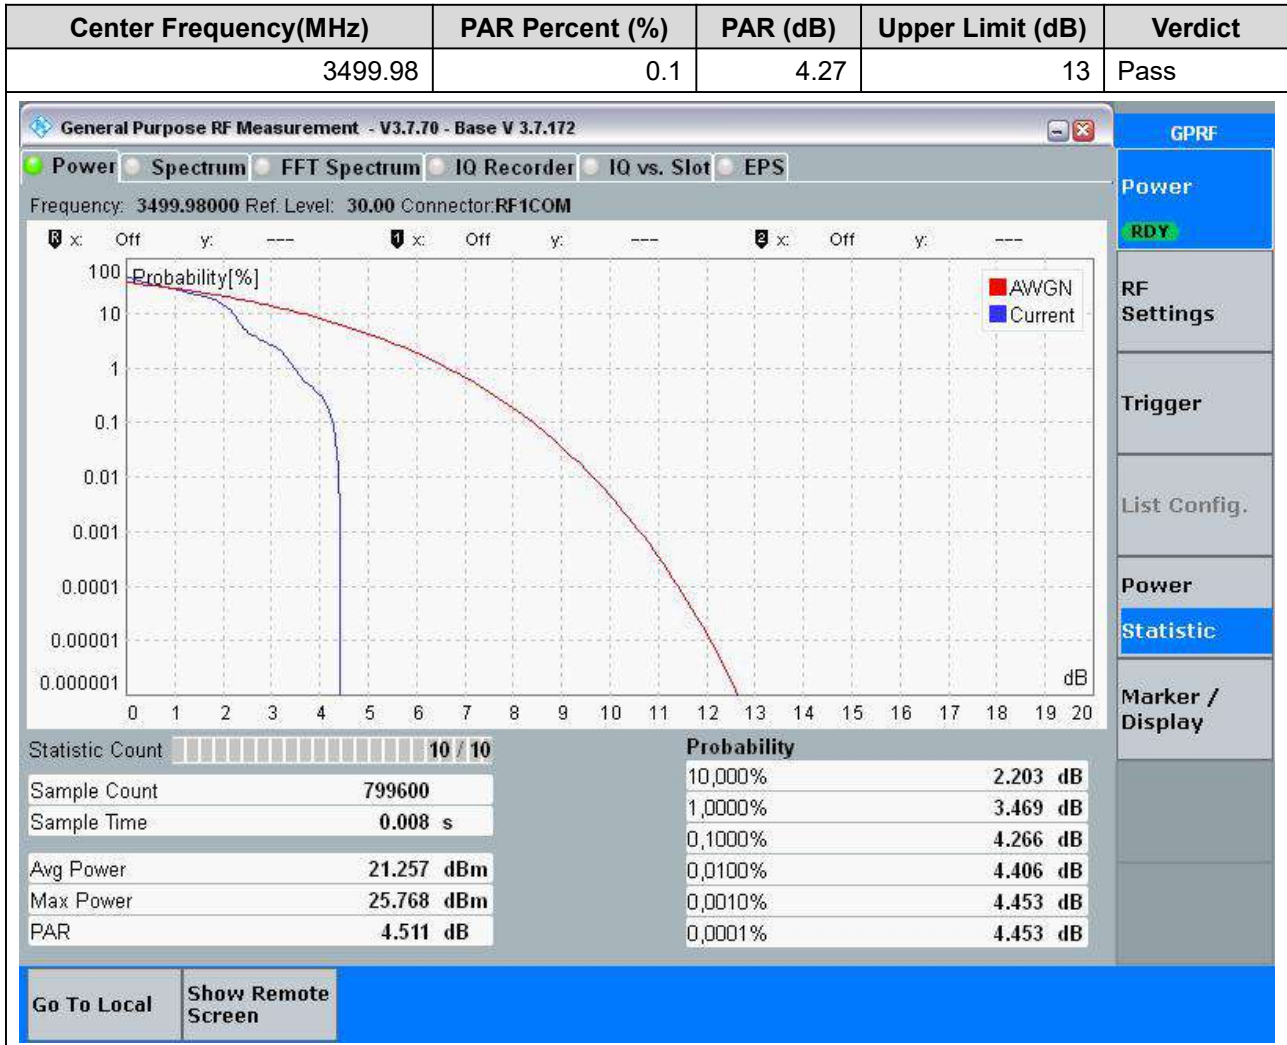 Center Frequency(MHz) PAR Percent (%) PAR (dB) Upper Limit (dB) Verdict
3499.98 0.1 4.27 13 Pass
General Purpose RF Measurement - V3.7.70 - Base V 3.7.172
GPRF
Power Spectrum FFT Spectrum IQ Recorder IQ vs. Slot EPS
Frequency: 3499.98000 Ref. Level: 30.00 Connector:RF1COM
R x: Off y: --- 1 x: Off y: --- 2 x: Off y: ---
Probability[%]
AWGN
Current
100
10
1
0.1
0.01
0.001
0.0001
0.00001
0.000001
dB
0 1 2 3 4 5 6 7 8 9 10 11 12 13 14 15 16 17 18 19 20
Power
RDY
RF
Settings
Trigger
List Config.
Power
Statistic
Marker /
Display
Statistic Count 10 / 10
Sample Count 799600
Sample Time 0.008 s
Avg Power 21.257 dBm
Max Power 25.768 dBm
PAR 4.511 dB
Probability
10,000% 2.203 dB
1,0000% 3.469 dB
0,1000% 4.266 dB
0,0100% 4.406 dB
0,0010% 4.453 dB
0,0001% 4.453 dB
Go To Local
Show Remote
Screen